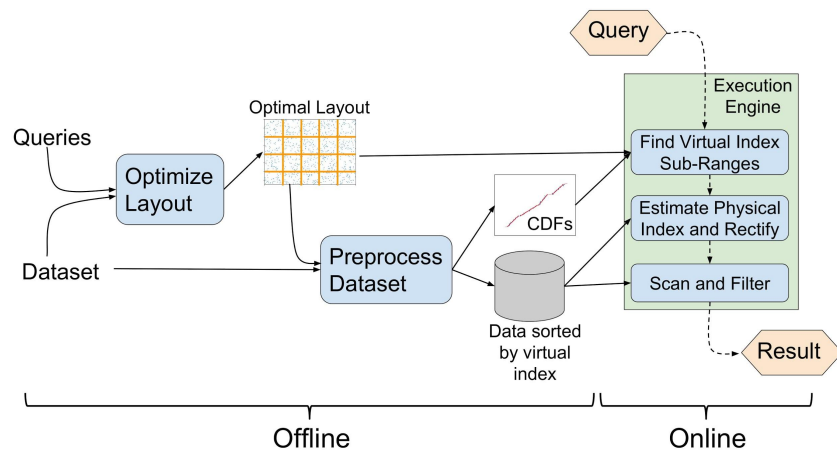 Query
Execution
Engine
Optimal Layout
Queries
Find Virtual Index
Sub-Ranges
Optimize
Layout
CDFs
Estimate Physical
Index and Rectify
Dataset
Preprocess
Dataset
Scan and Filter
Data sorted
by virtual
index
Result
Offline
Online